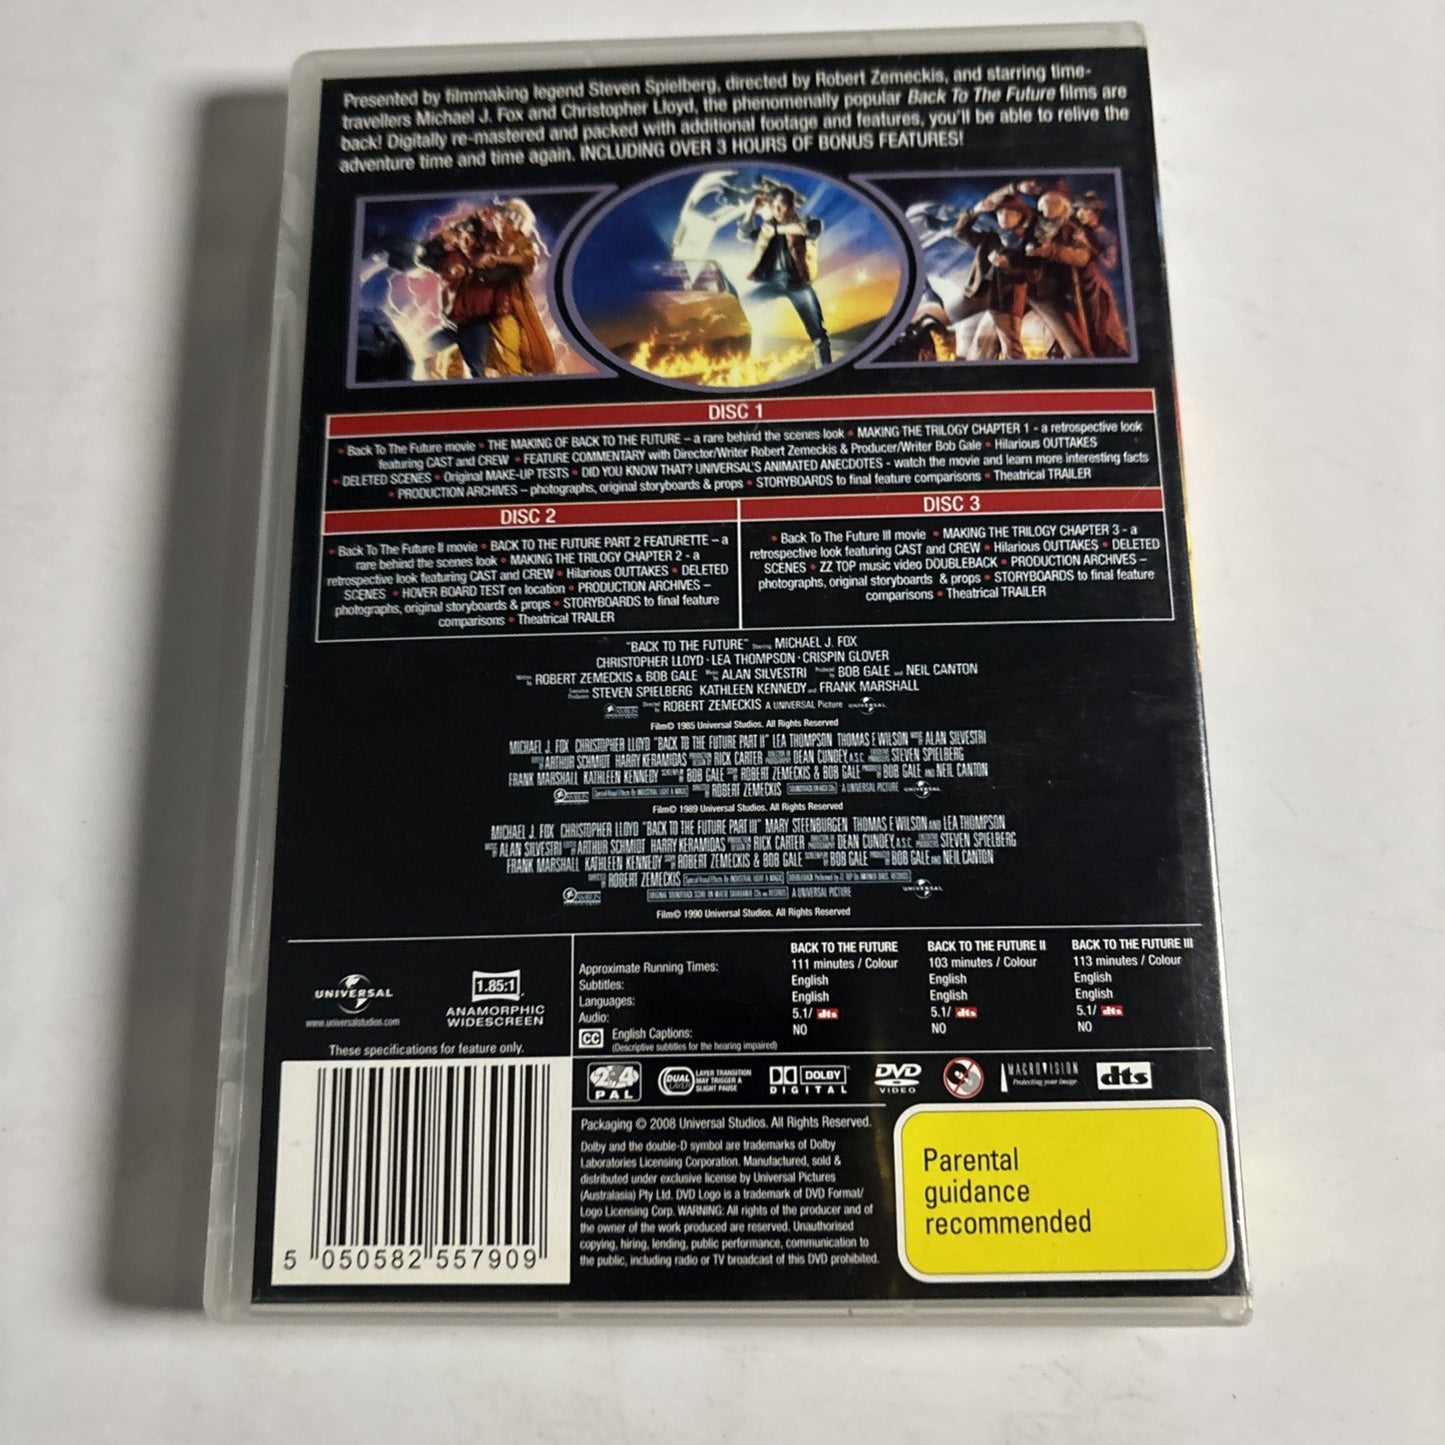 Presented by filmmaking legend Steven Spielberg, directed by Robert Zemeckis, and starring time-
travellers Michael J. Fox and Christopher Lloyd, the phenomenally popular Back To The Future films are
back! Digitally re-mastered and packed with additional footage and features, you'll be able to relive the
adventure time and time again. INCLUDING OVER 3 HOURS OF BONUS FEATURES!
DISC 1
• Back To The Future movie • THE MAKING OF BACK TO THE FUTURE – a rare behind the scenes look • MAKING THE TRILOGY CHAPTER 1 - a retrospective look
featuring CAST and CREW • FEATURE COMMENTARY with Director/Writer Robert Zemeckis & Producer/Writer Bob Gale • Hilarious OUTTAKES
• DELETED SCENES • Original MAKE-UP TESTS • DID YOU KNOW THAT? UNIVERSAL'S ANIMATED ANECDOTES - watch the movie and learn more interesting facts
• PRODUCTION ARCHIVES – photographs, original storyboards & props • STORYBOARDS to final feature comparisons • Theatrical TRAILER
DISC 2
• Back To The Future II movie • BACK TO THE FUTURE PART 2 FEATURETTE – a
rare behind the scenes look • MAKING THE TRILOGY CHAPTER 2 - a
retrospective look featuring CAST and CREW • Hilarious OUTTAKES • DELETED
SCENES • HOVER BOARD TEST on location • PRODUCTION ARCHIVES –
photographs, original storyboards & props • STORYBOARDS to final feature
comparisons • Theatrical TRAILER
DISC 3
• Back To The Future III movie • MAKING THE TRILOGY CHAPTER 3 - a
retrospective look featuring CAST and CREW • Hilarious OUTTAKES • DELETED
SCENES • ZZ TOP music video DOUBLEBACK • PRODUCTION ARCHIVES –
photographs, original storyboards & props • STORYBOARDS to final feature
comparisons • Theatrical TRAILER
"BACK TO THE FUTURE" Starring MICHAEL J. FOX
CHRISTOPHER LLOYD · LEA THOMPSON · CRISPIN GLOVER
Written by ROBERT ZEMECKIS & BOB GALE Music by ALAN SILVESTRI Produced by BOB GALE and NEIL CANTON
Executive Producers STEVEN SPIELBERG KATHLEEN KENNEDY and FRANK MARSHALL
Directed by ROBERT ZEMECKIS A UNIVERSAL Picture UNIVERSAL
Film© 1985 Universal Studios. All Rights Reserved
MICHAEL J. FOX CHRISTOPHER LLOYD "BACK TO THE FUTURE PART II" LEA THOMPSON THOMAS F. WILSON ALAN SILVESTRI
ARTHUR SCHMIDT HARRY KERAMIDAS RICK CARTER DEAN CUNDEY, A.S.C. STEVEN SPIELBERG
FRANK MARSHALL KATHLEEN KENNEDY BOB GALE ROBERT ZEMECKIS & BOB GALE BOB GALE AND NEIL CANTON
ROBERT ZEMECKIS A UNIVERSAL PICTURE UNIVERSAL
Film© 1989 Universal Studios. All Rights Reserved
MICHAEL J. FOX CHRISTOPHER LLOYD "BACK TO THE FUTURE PART III" MARY STEENBURGEN THOMAS F. WILSON AND LEA THOMPSON
ALAN SILVESTRI ARTHUR SCHMIDT HARRY KERAMIDAS RICK CARTER DEAN CUNDEY, A.S.C. STEVEN SPIELBERG
FRANK MARSHALL KATHLEEN KENNEDY ROBERT ZEMECKIS & BOB GALE BOB GALE BOB GALE AND NEIL CANTON
ROBERT ZEMECKIS
A UNIVERSAL PICTURE UNIVERSAL
Film© 1990 Universal Studios. All Rights Reserved
UNIVERSAL
www.universalstudios.com
1.85:1
ANAMORPHIC
WIDESCREEN
These specifications for feature only.
BACK TO THE FUTURE BACK TO THE FUTURE II BACK TO THE FUTURE III
Approximate Running Times: 111 minutes / Colour 103 minutes / Colour 113 minutes / Colour
Subtitles: English English English
Languages: English English English
Audio: 5.1/ dts 5.1/ dts 5.1/ dts
CC English Captions: NO NO NO
(Descriptive subtitles for the hearing impaired)
2 4
PAL
DUAL LAYER
LAYER TRANSITION
MAY TRIGGER A
SLIGHT PAUSE
DOLBY
DIGITAL
DVD
VIDEO
MACROVISION
Protecting your image
dts
Packaging © 2008 Universal Studios. All Rights Reserved.
Dolby and the double-D symbol are trademarks of Dolby
Laboratories Licensing Corporation. Manufactured, sold &
distributed under exclusive license by Universal Pictures
(Australasia) Pty Ltd. DVD Logo is a trademark of DVD Format/
Logo Licensing Corp. WARNING: All rights of the producer and of
the owner of the work produced are reserved. Unauthorised
copying, hiring, lending, public performance, communication to
the public, including radio or TV broadcast of this DVD prohibited.
Parental
guidance
recommended
5 050582 557909